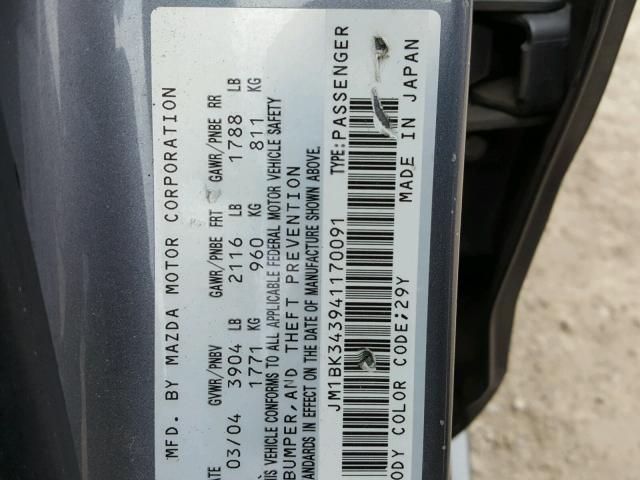 MFD. BY MAZDA MOTOR CORPORATION
ATE GVWR/PNBV GAWR/PNBE FRT GAWR/PNBE RR
03/04 3904 LB 2116 LB 1788 LB
1771 KG 960 KG 811 KG
HIS VEHICLE CONFORMS TO ALL APPLICABLE FEDERAL MOTOR VEHICLE SAFETY
BUMPER, AND THEFT PREVENTION
ANDARDS IN EFFECT ON THE DATE OF MANUFACTURE SHOWN ABOVE.
JM1BK343941170091 TYPE:PASSENGER
ODY COLOR CODE;29Y MADE IN JAPAN